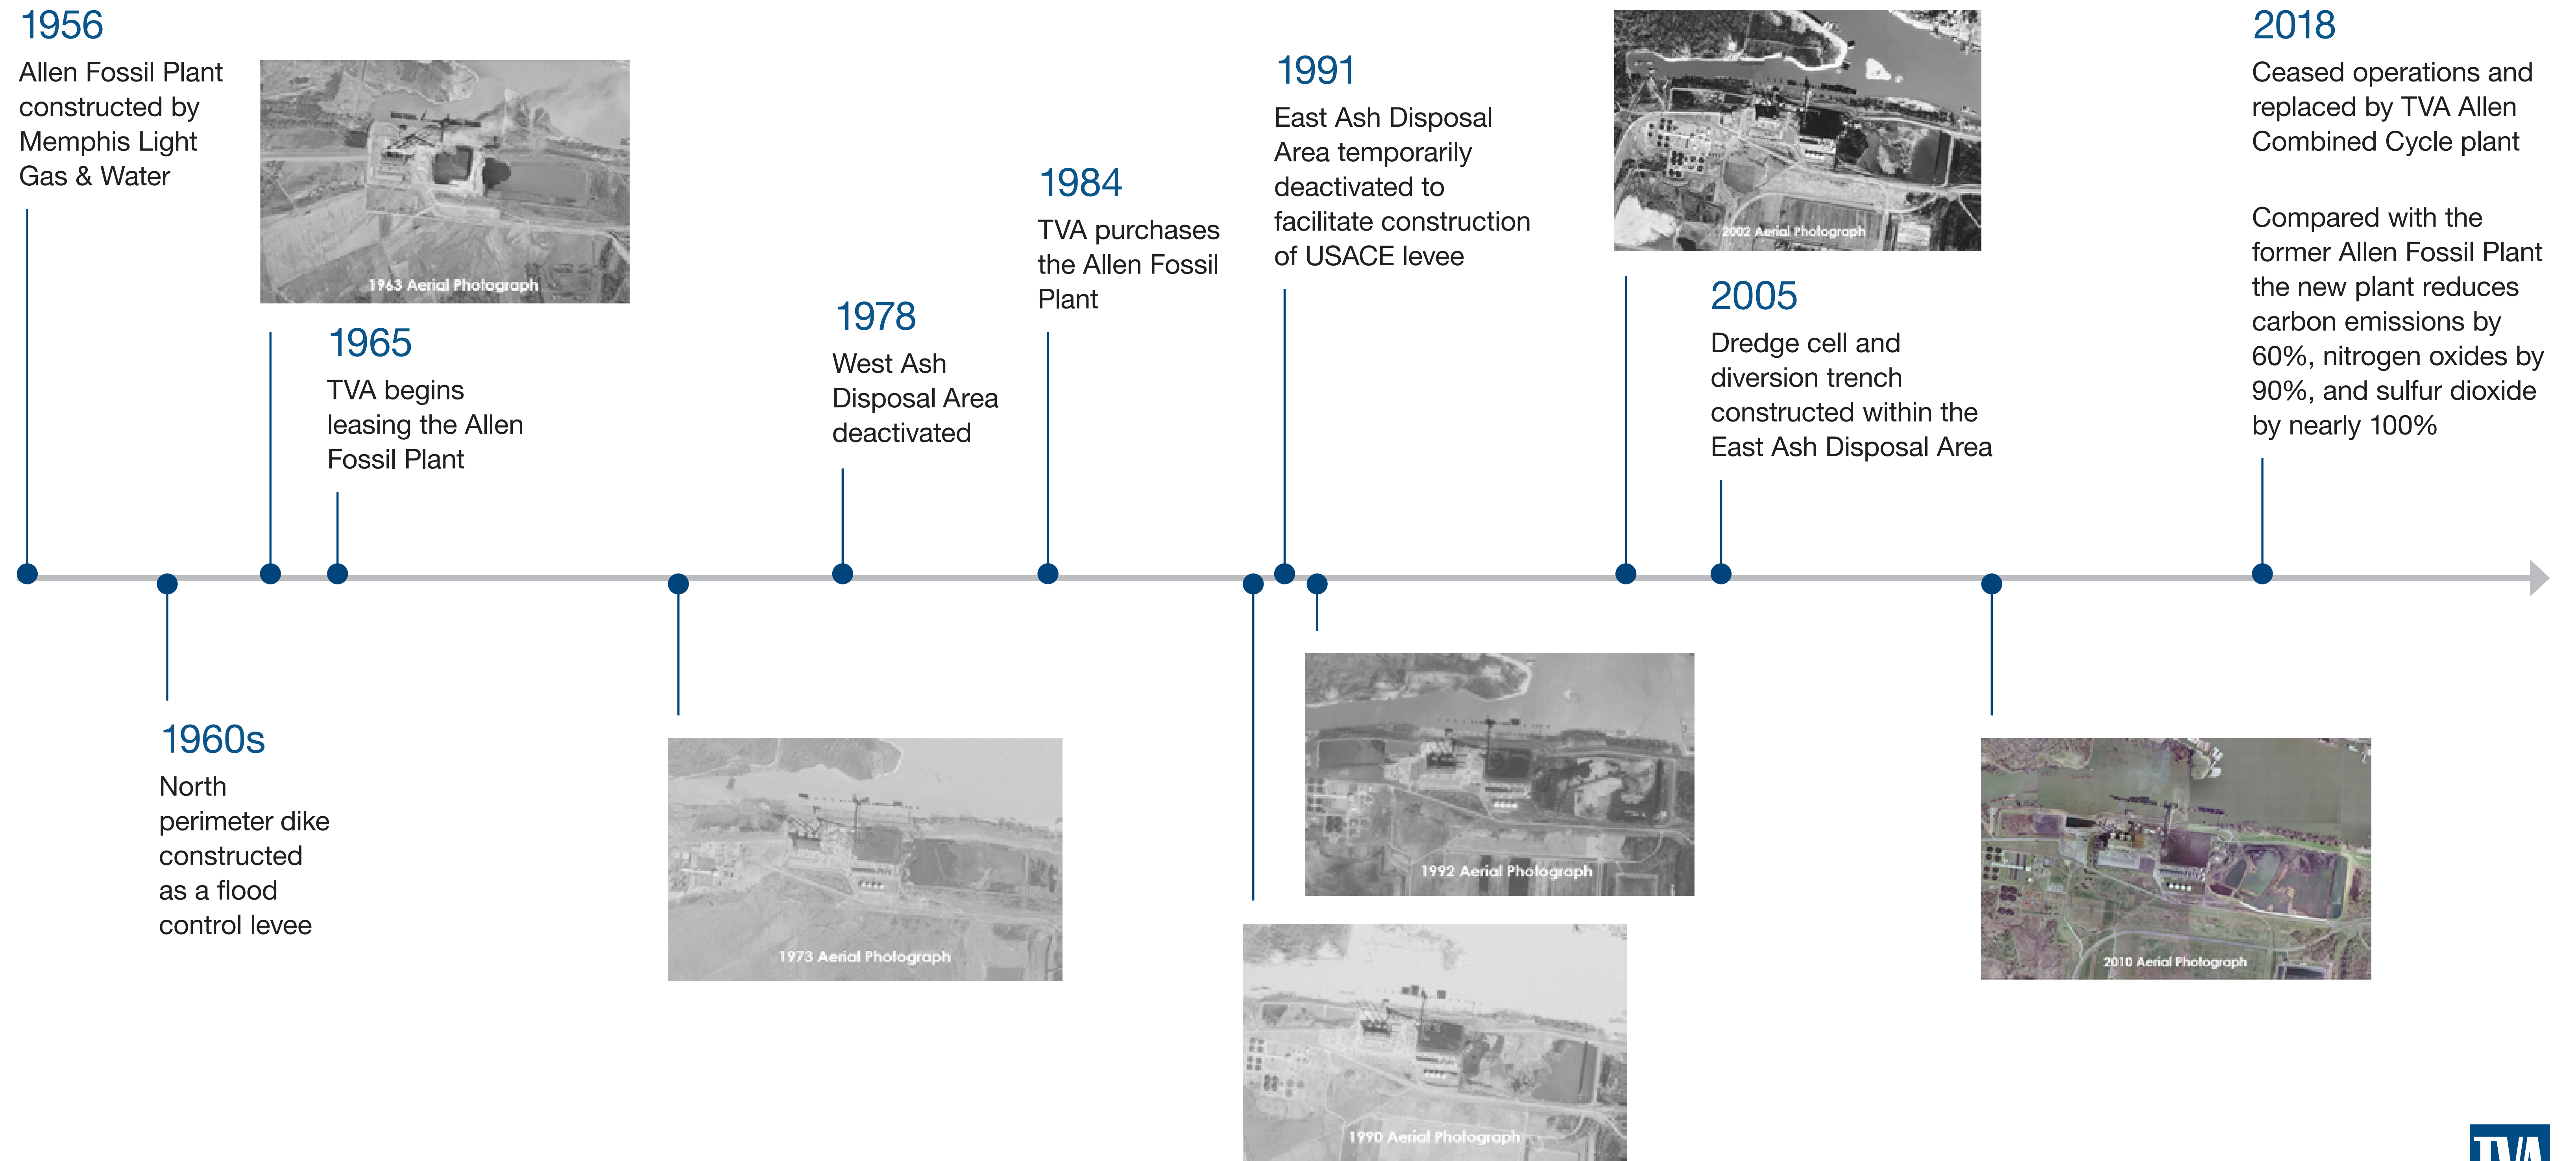 1956
Allen Fossil Plant
constructed by
Memphis Light
Gas & Water
1963 Aerial Photograph
1965
TVA begins
leasing the Allen
Fossil Plant
1978
West Ash
Disposal Area
deactivated
1984
TVA purchases
the Allen Fossil
Plant
1991
East Ash Disposal
Area temporarily
deactivated to
facilitate construction
of USACE levee
2002 Aerial Photograph
2005
Dredge cell and
diversion trench
constructed within the
East Ash Disposal Area
2018
Ceased operations and
replaced by TVA Allen
Combined Cycle plant
Compared with the
former Allen Fossil Plant
the new plant reduces
carbon emissions by
60%, nitrogen oxides by
90%, and sulfur dioxide
by nearly 100%
1960s
North
perimeter dike
constructed
as a flood
control levee
1973 Aerial Photograph
1992 Aerial Photograph
1990 Aerial Photograph
2010 Aerial Photograph
TVA